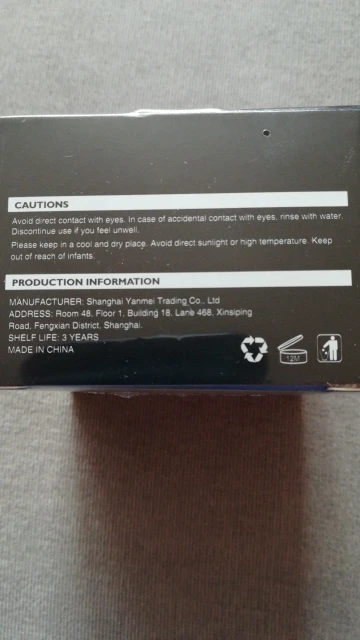 CAUTIONS
Avoid direct contact with eyes. In case of accidental contact with eyes, rinse with water.
Discontinue use if you feel unwell.
Please keep in a cool and dry place. Avoid direct sunlight or high temperature. Keep
out of reach of infants.
PRODUCTION INFORMATION
MANUFACTURER: Shanghai Yanmei Trading Co., Ltd
ADDRESS: Room 48, Floor 1, Building 18, Lane 468, Xinsiping
Road, Fengxian District, Shanghai.
SHELF LIFE: 3 YEARS
MADE IN CHINA
12M